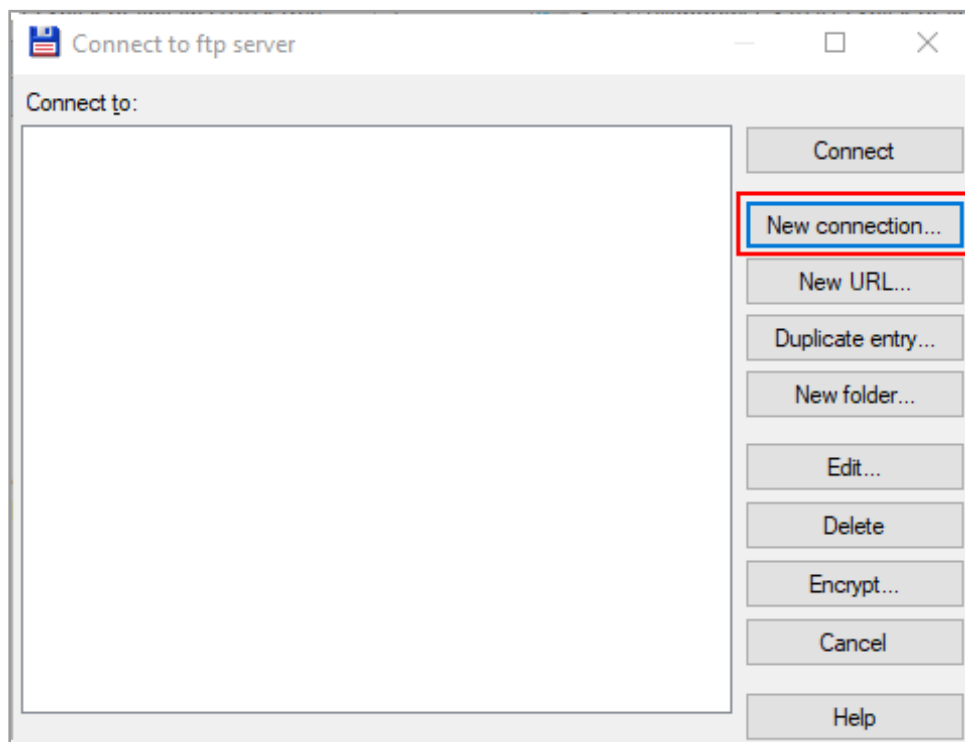 Connect to ftp server
Connect to:
Connect
New connection...
New URL...
Duplicate entry...
New folder...
Edit...
Delete
Encrypt...
Cancel
Help